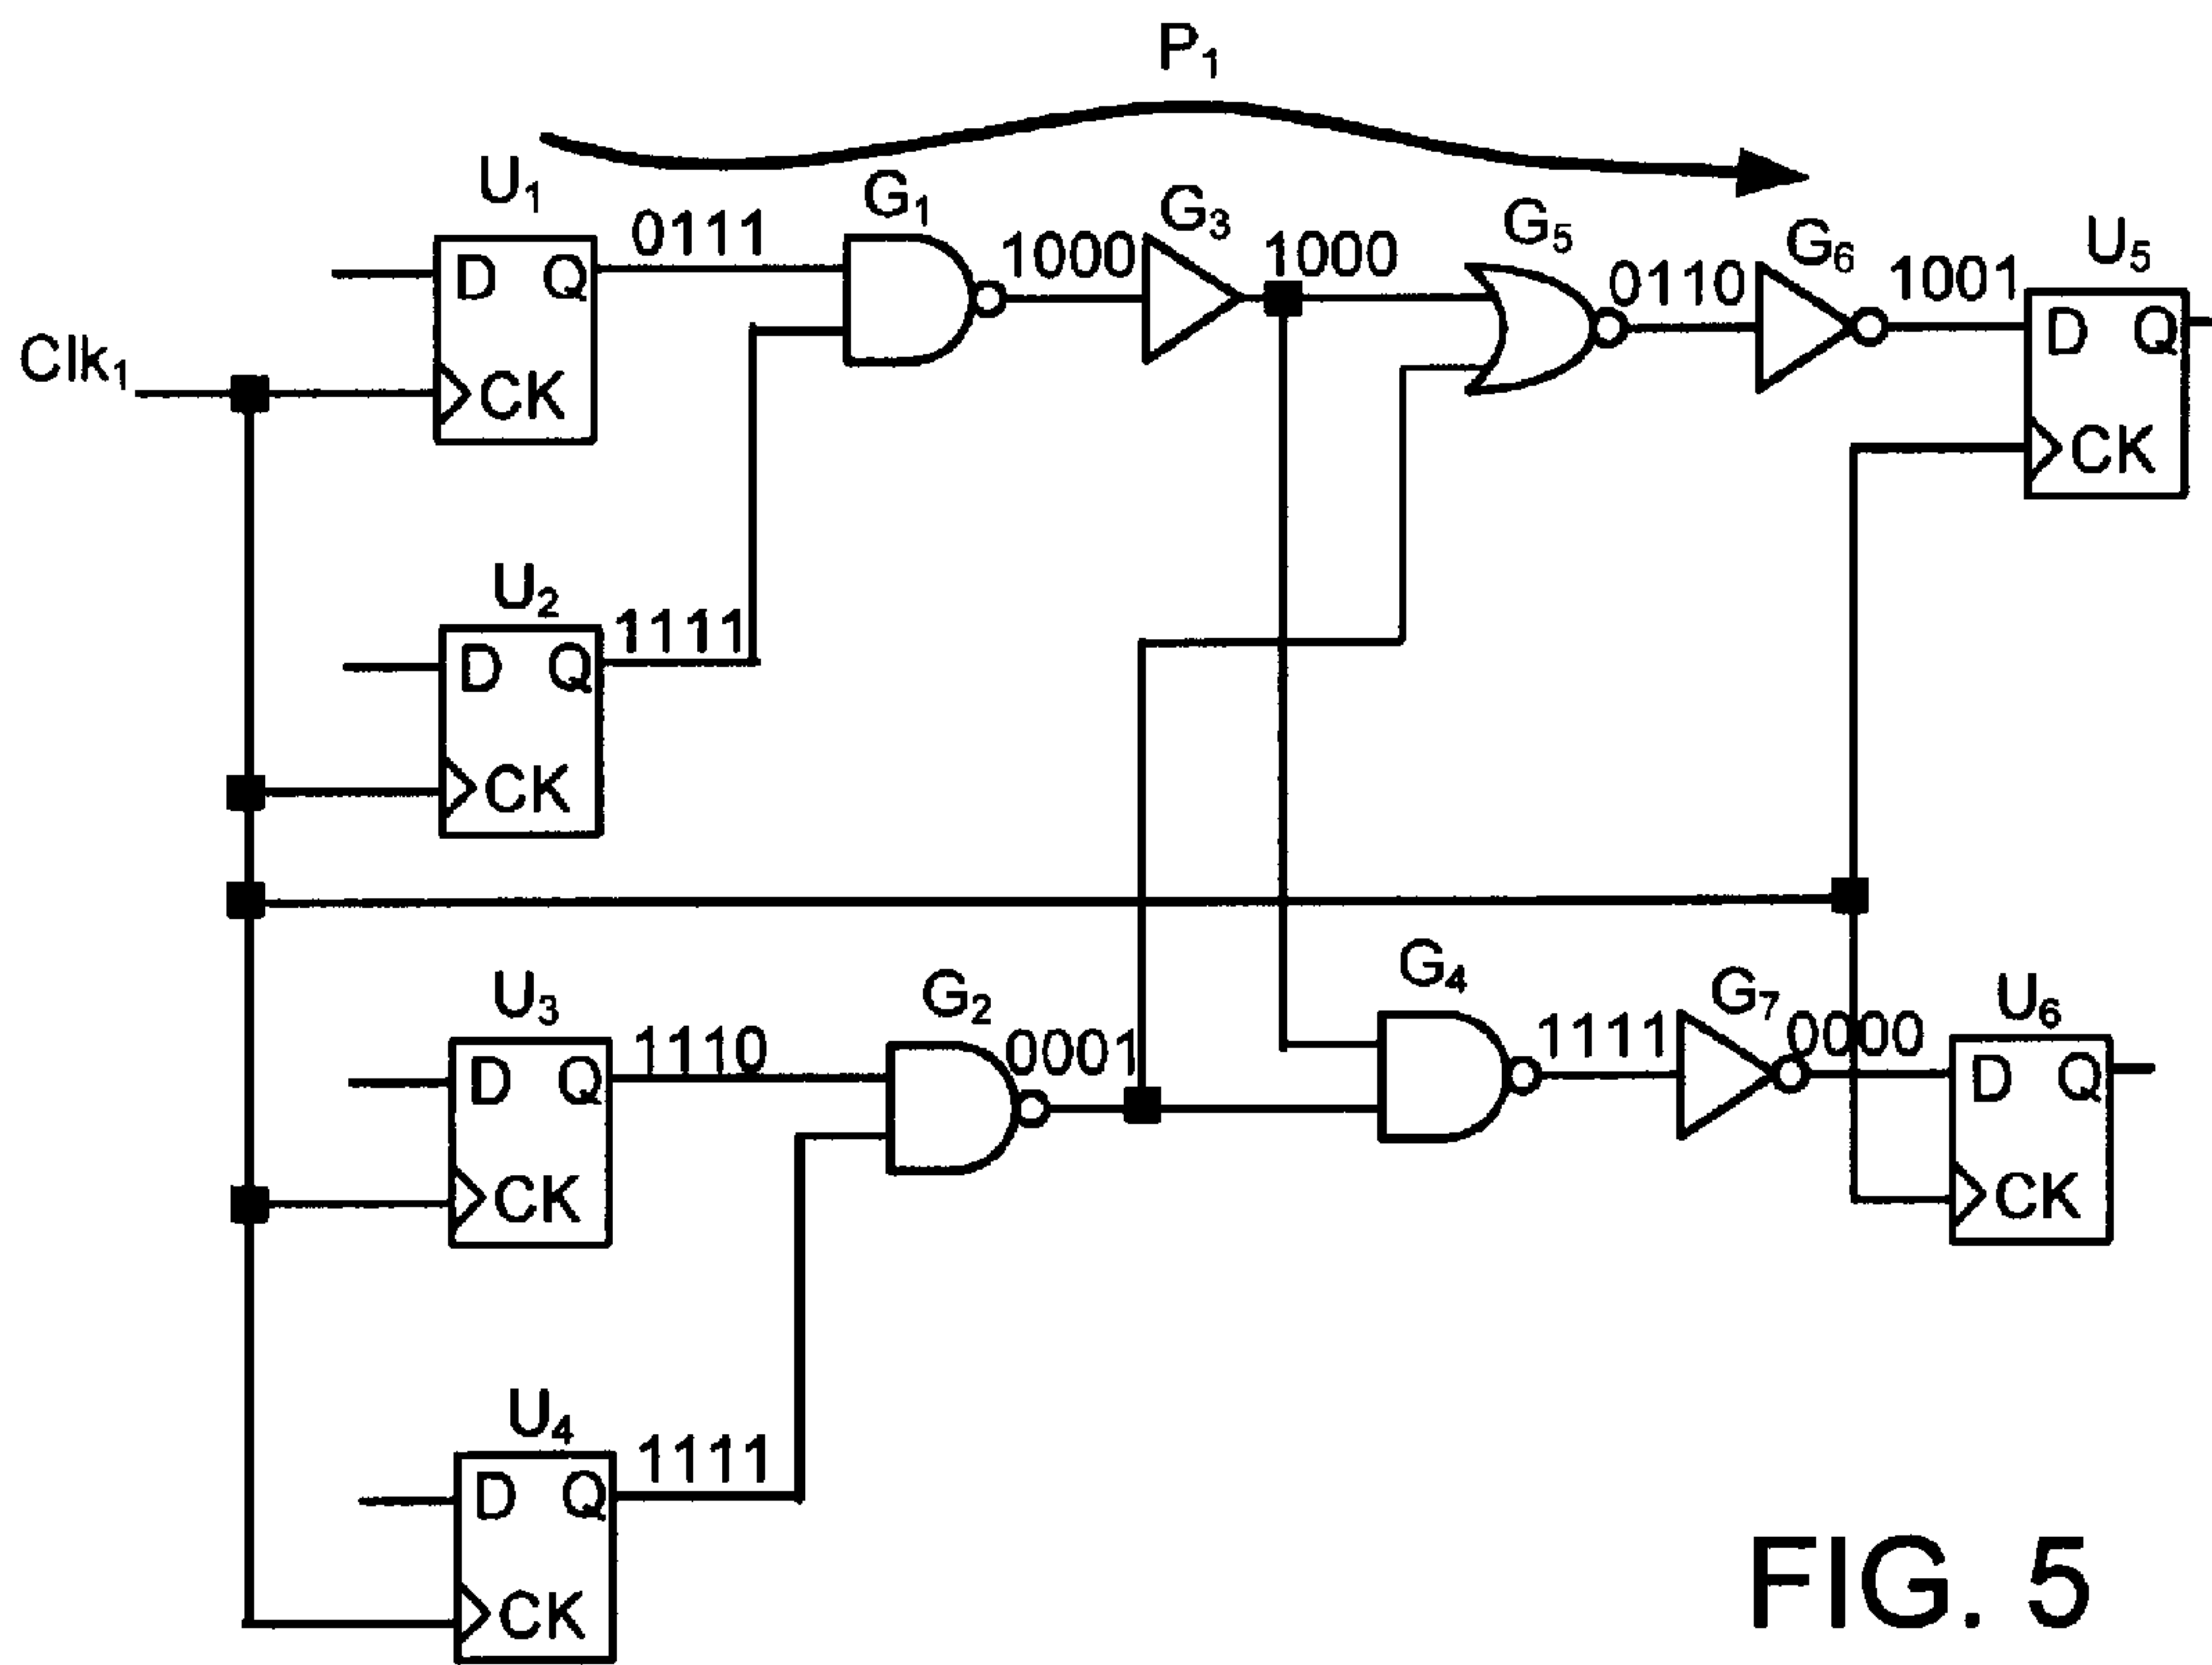 P1
U1
0111
G1
1000
G3
1000
G5
0110
G6
1001
U5
D Q
CK
Clk1
D Q
CK
U2
1111
D Q
CK
U3
1110
G2
0001
G4
1111
G7
0000
U6
D Q
CK
D Q
CK
U4
1111
D Q
CK
FIG. 5